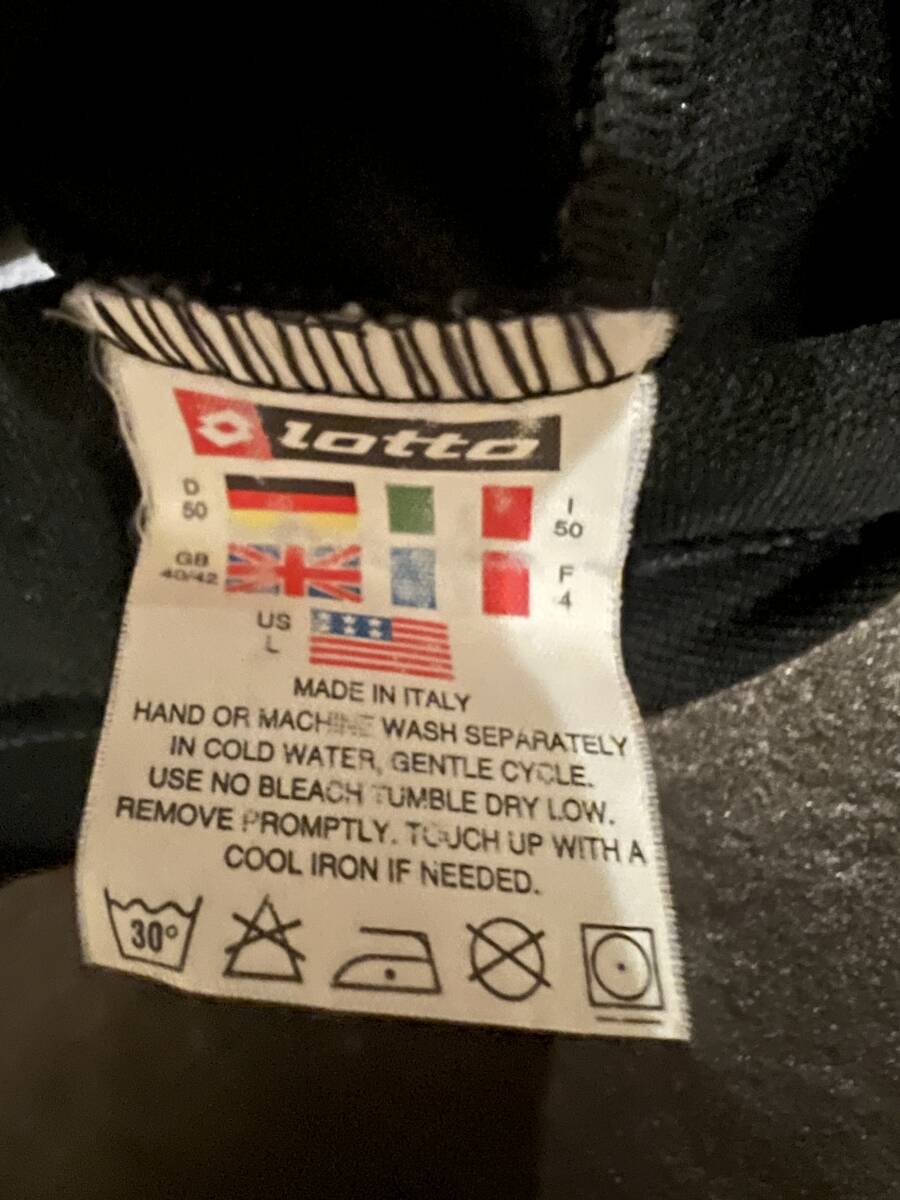 lotto
D
50
I
50
GB
40/42
F
4
US
L
MADE IN ITALY
HAND OR MACHINE WASH SEPARATELY
IN COLD WATER, GENTLE CYCLE.
USE NO BLEACH TUMBLE DRY LOW.
REMOVE PROMPTLY. TOUCH UP WITH A
COOL IRON IF NEEDED.
30°